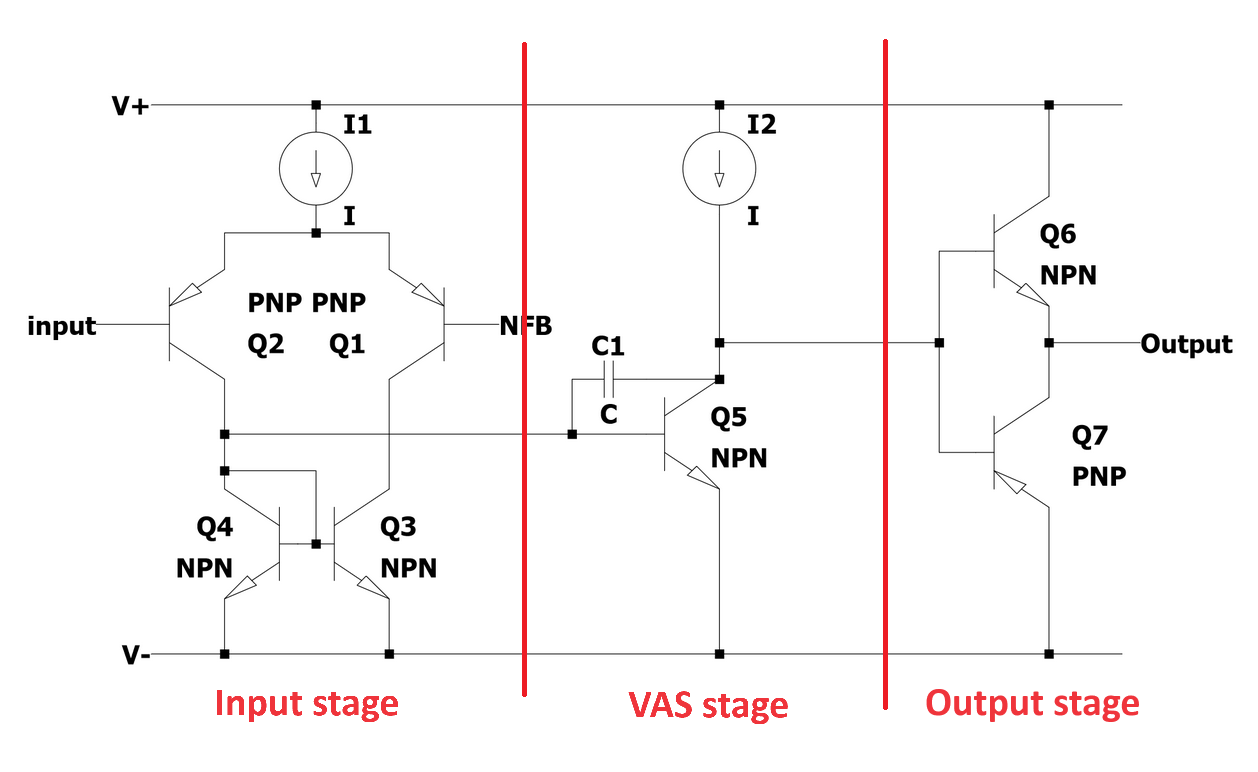 V+
I1
I2
I
I
Q6
NPN
input
PNP PNP
Q2 Q1
NFB
C1
C
Output
Q5
NPN
Q7
PNP
Q4
NPN
Q3
NPN
V-
Input stage
VAS stage
Output stage